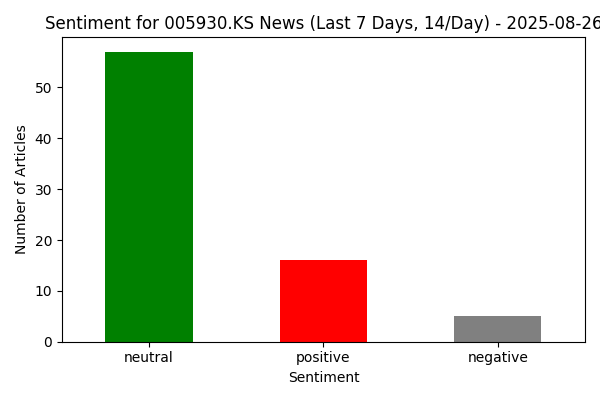 Sentiment for 005930.KS News (Last 7 Days, 14/Day) - 2025-08-26
Number of Articles
50
40
30
20
10
0
neutral positive negative
Sentiment